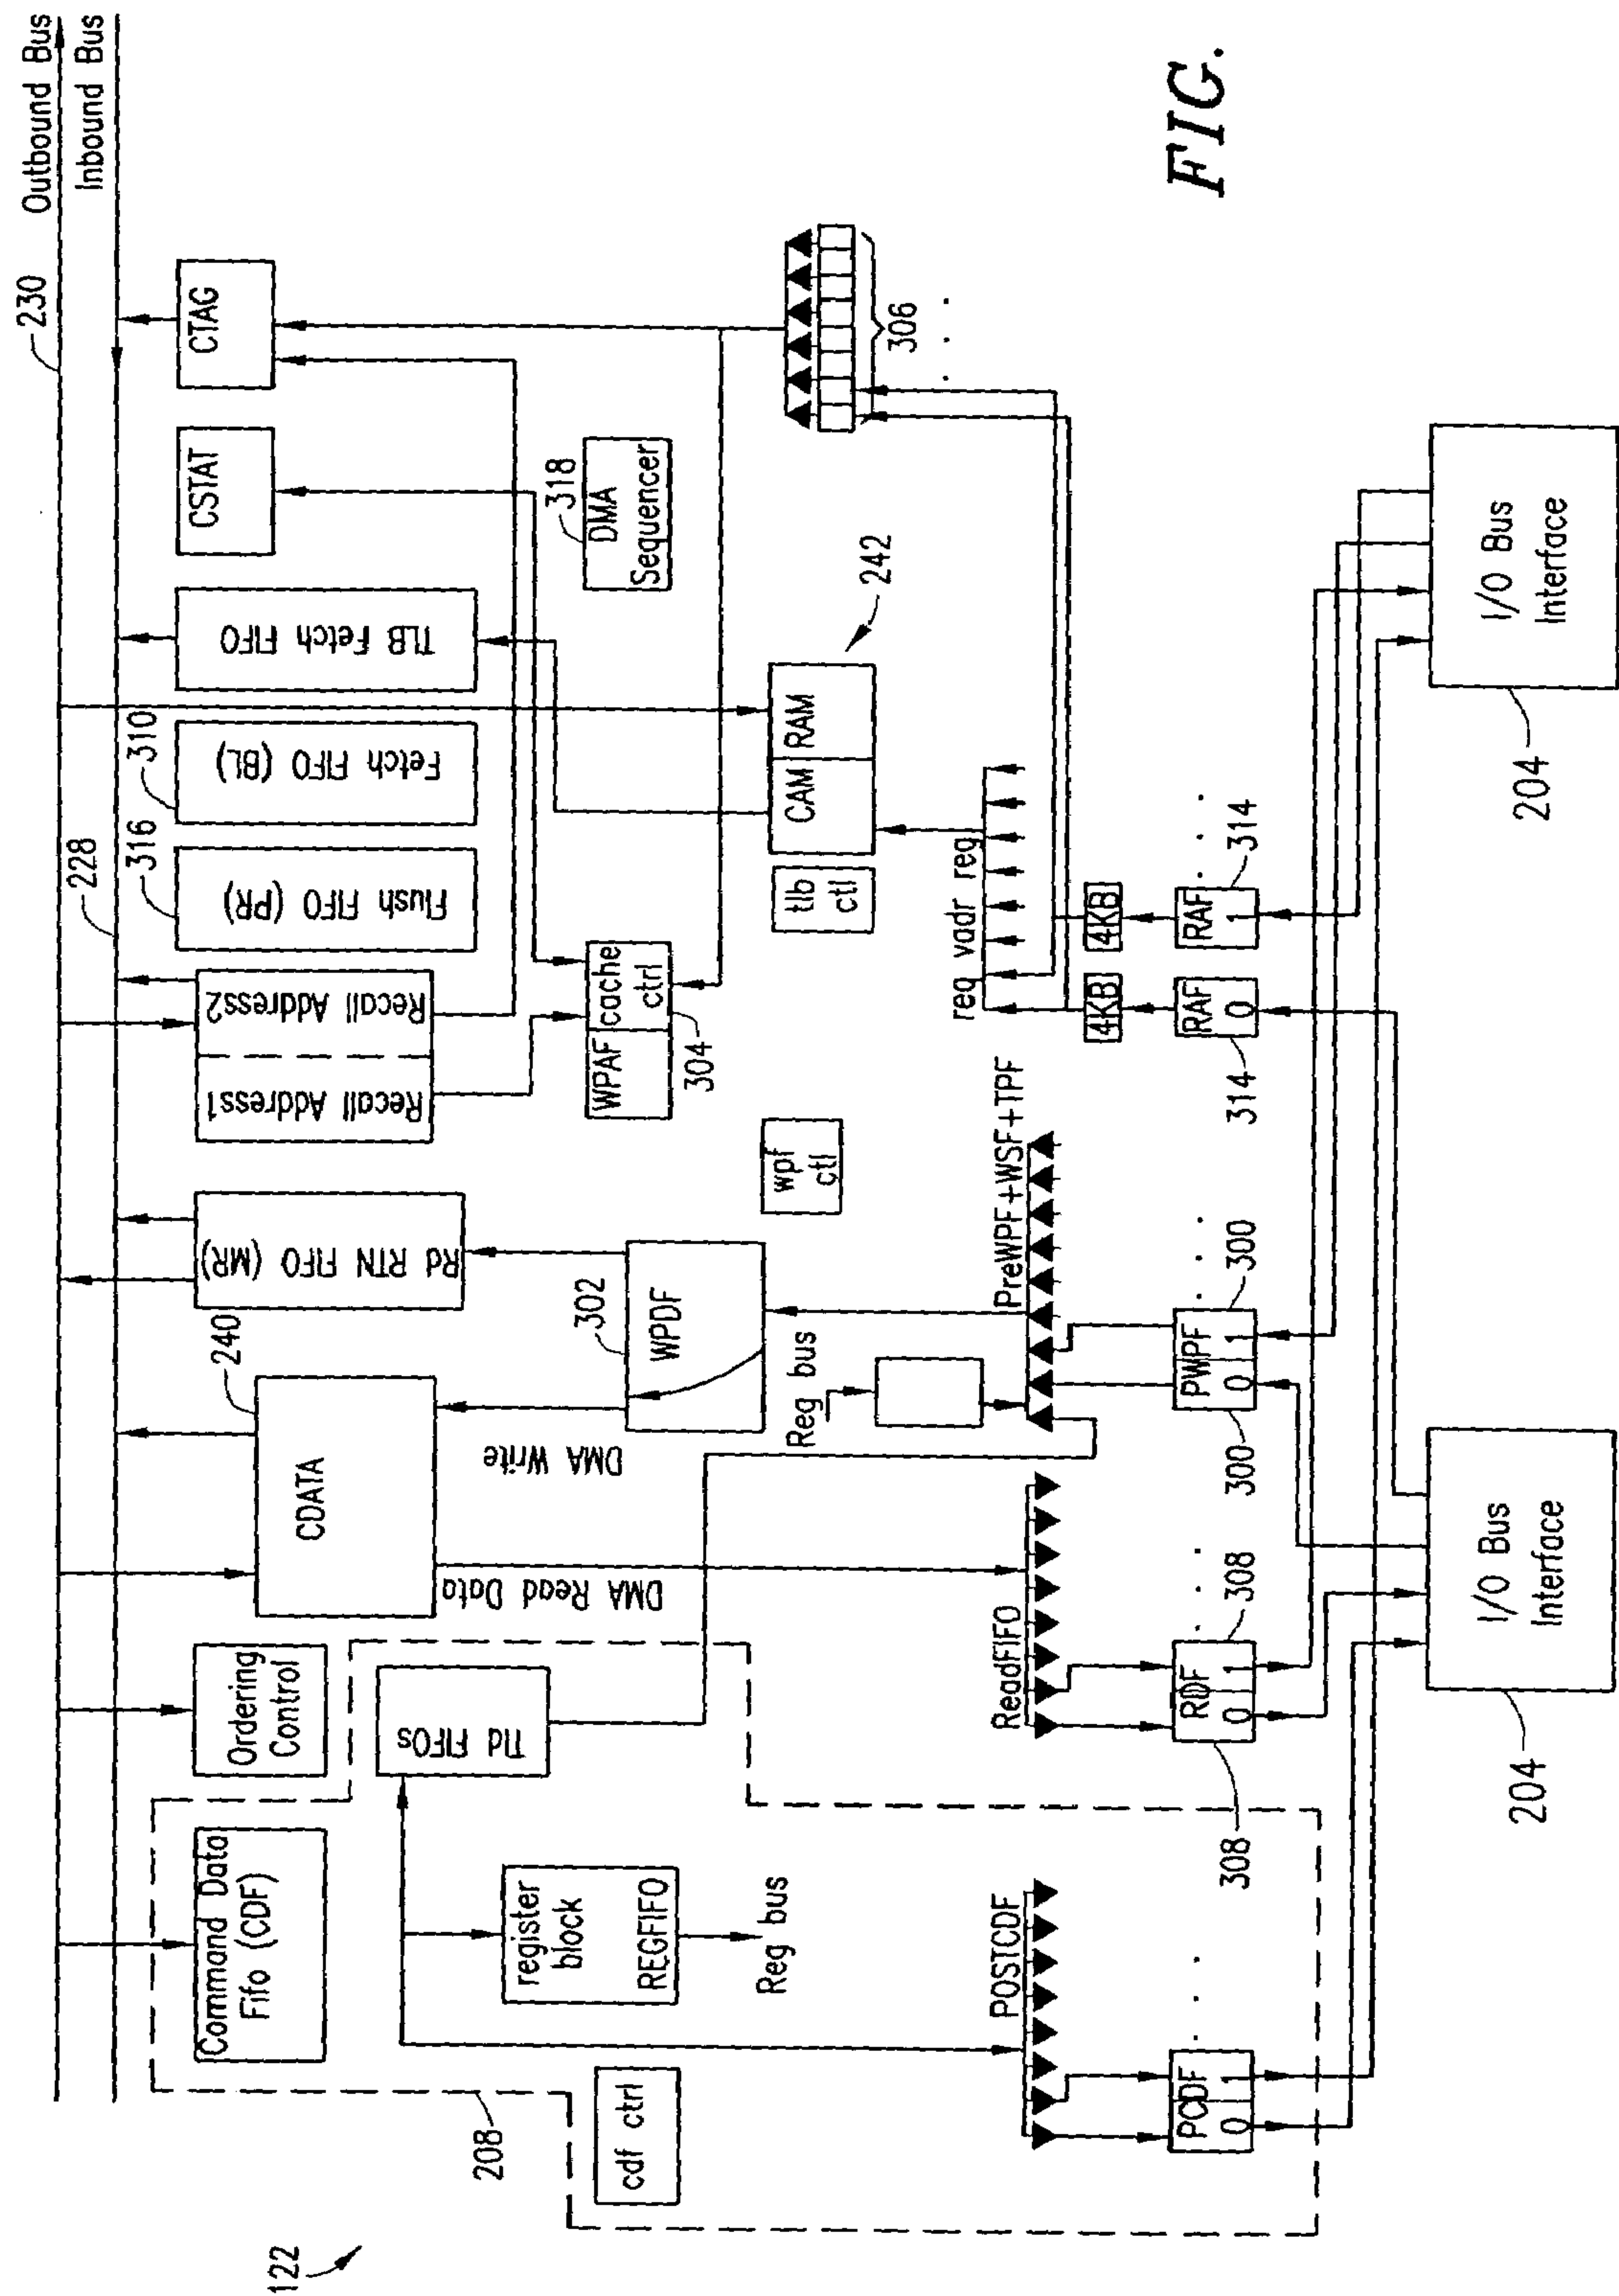 122
230
Outbound Bus
Inbound Bus
228
208
Command Data
Fifo (CDF)
Ordering
Control
240
CDATA
Rd RTN FIFO (MR)
Recall Address1
Recall Address2
316
Flush FIFO (PR)
310
Fetch FIFO (BL)
TLB Fetch FIFO
CSTAT
CTAG
cdf ctrl
register
block
REGFIFO
Reg bus
Tld FIFOs
DMA Read Data
DMA Write
302
WPDF
wpf
ctl
WPAF
cache
ctrl
304
318
DMA
Sequencer
242
tlb
ctl
CAM
RAM
306
Reg bus
POSTCDF
ReadFIFO
PreWPF+WSF+TPF
req vadr reg
4KB
4KB
PCDF
0
1
RDF
0
1
308
308
PWPF
0
1
300
300
RAF
0
314
RAF
1
314
I/O Bus
Interface
204
I/O Bus
Interface
204
FIG.